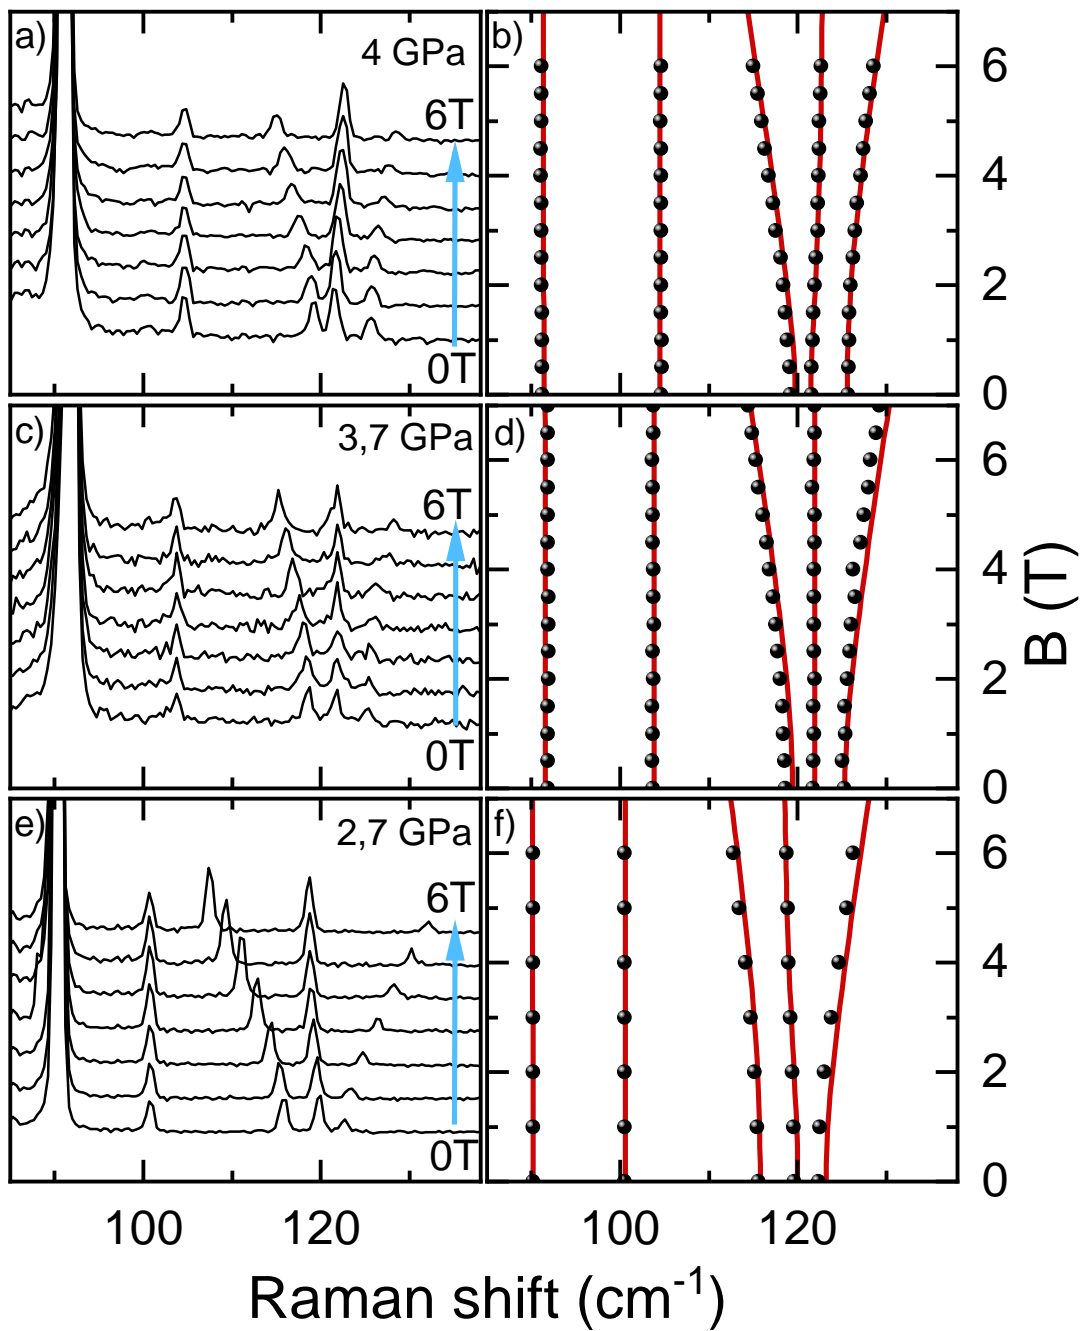 a)
4 GPa
6T
0T
b)
6
4
2
0
c)
3,7 GPa
6T
0T
d)
6
4
2
0
B (T)
e)
2,7 GPa
6T
0T
f)
6
4
2
0
100 120 100 120
Raman shift (cm⁻¹)